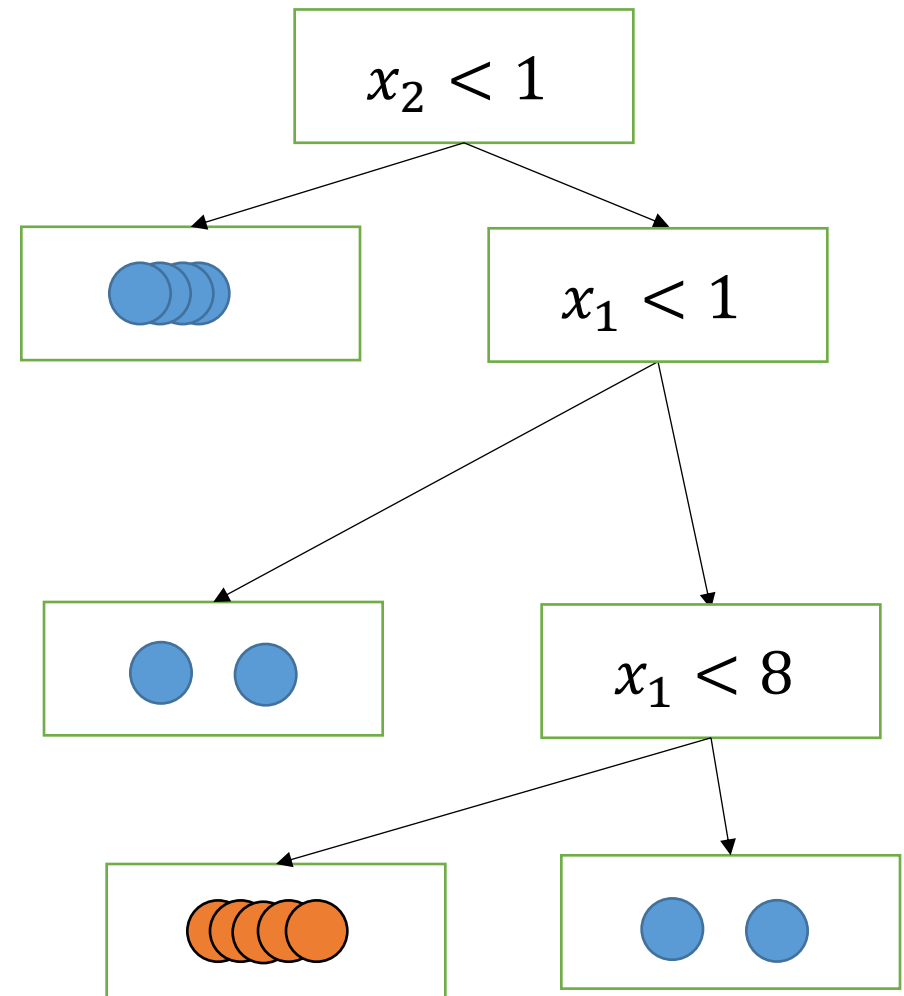 x₂ < 1
x₁ < 1
x₁ < 8